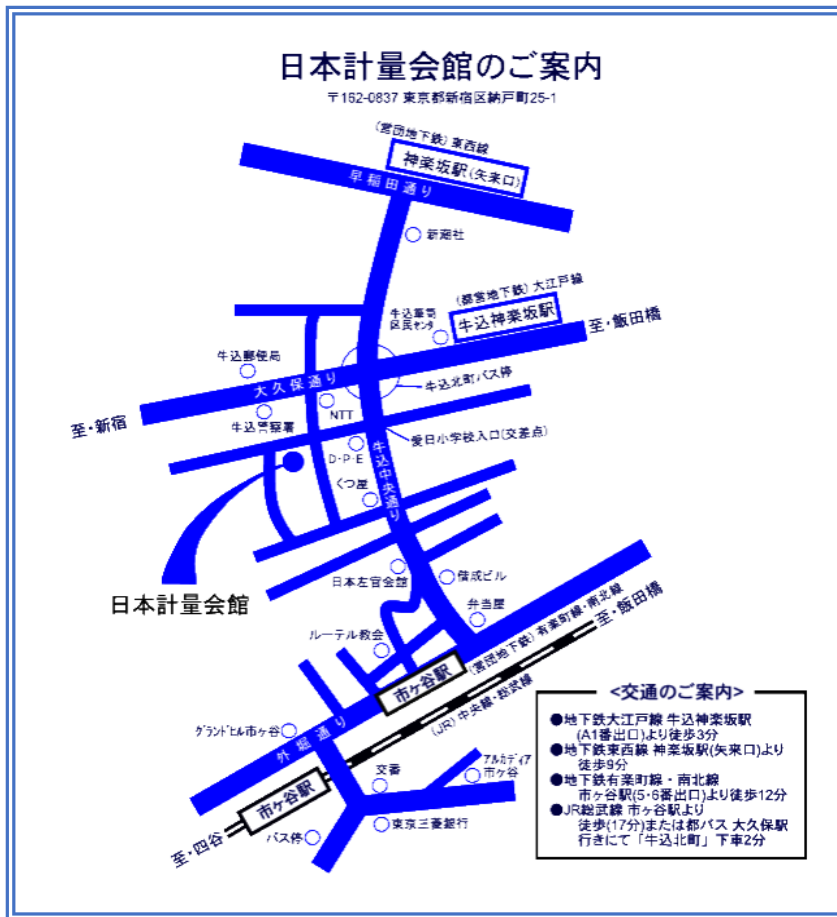 日本計量会館のご案内
〒162-0837 東京都新宿区納戸町25-1
(営団地下鉄) 東西線
神楽坂駅(矢来口)
早稲田通り
新潮社
(都営地下鉄) 大江戸線
牛込神楽坂駅
牛込箪笥
区民センタ
至・飯田橋
牛込郵便局
大久保通り
牛込北町バス停
至・新宿
NTT
牛込警察署
愛日小学校入口(交差点)
D・P・E
牛込中央通り
くつ屋
日本計量会館
日本左官会館
偕成ビル
弁当屋
ルーテル教会
(営団地下鉄) 有楽町線・南北線
至・飯田橋
市ヶ谷駅
(JR) 中央線・総武線
グランドヒル市ヶ谷
外堀通り
市ヶ谷駅
交番
アルカディア
市ヶ谷
東京三菱銀行
バス停
至・四谷
<交通のご案内>
●地下鉄大江戸線 牛込神楽坂駅
(A1番出口)より徒歩3分
●地下鉄東西線 神楽坂駅(矢来口)より
徒歩9分
●地下鉄有楽町線・南北線
市ヶ谷駅(5・6番出口)より徒歩12分
●JR総武線 市ヶ谷駅より
徒歩(17分)または都バス 大久保駅
行きにて「牛込北町」下車2分